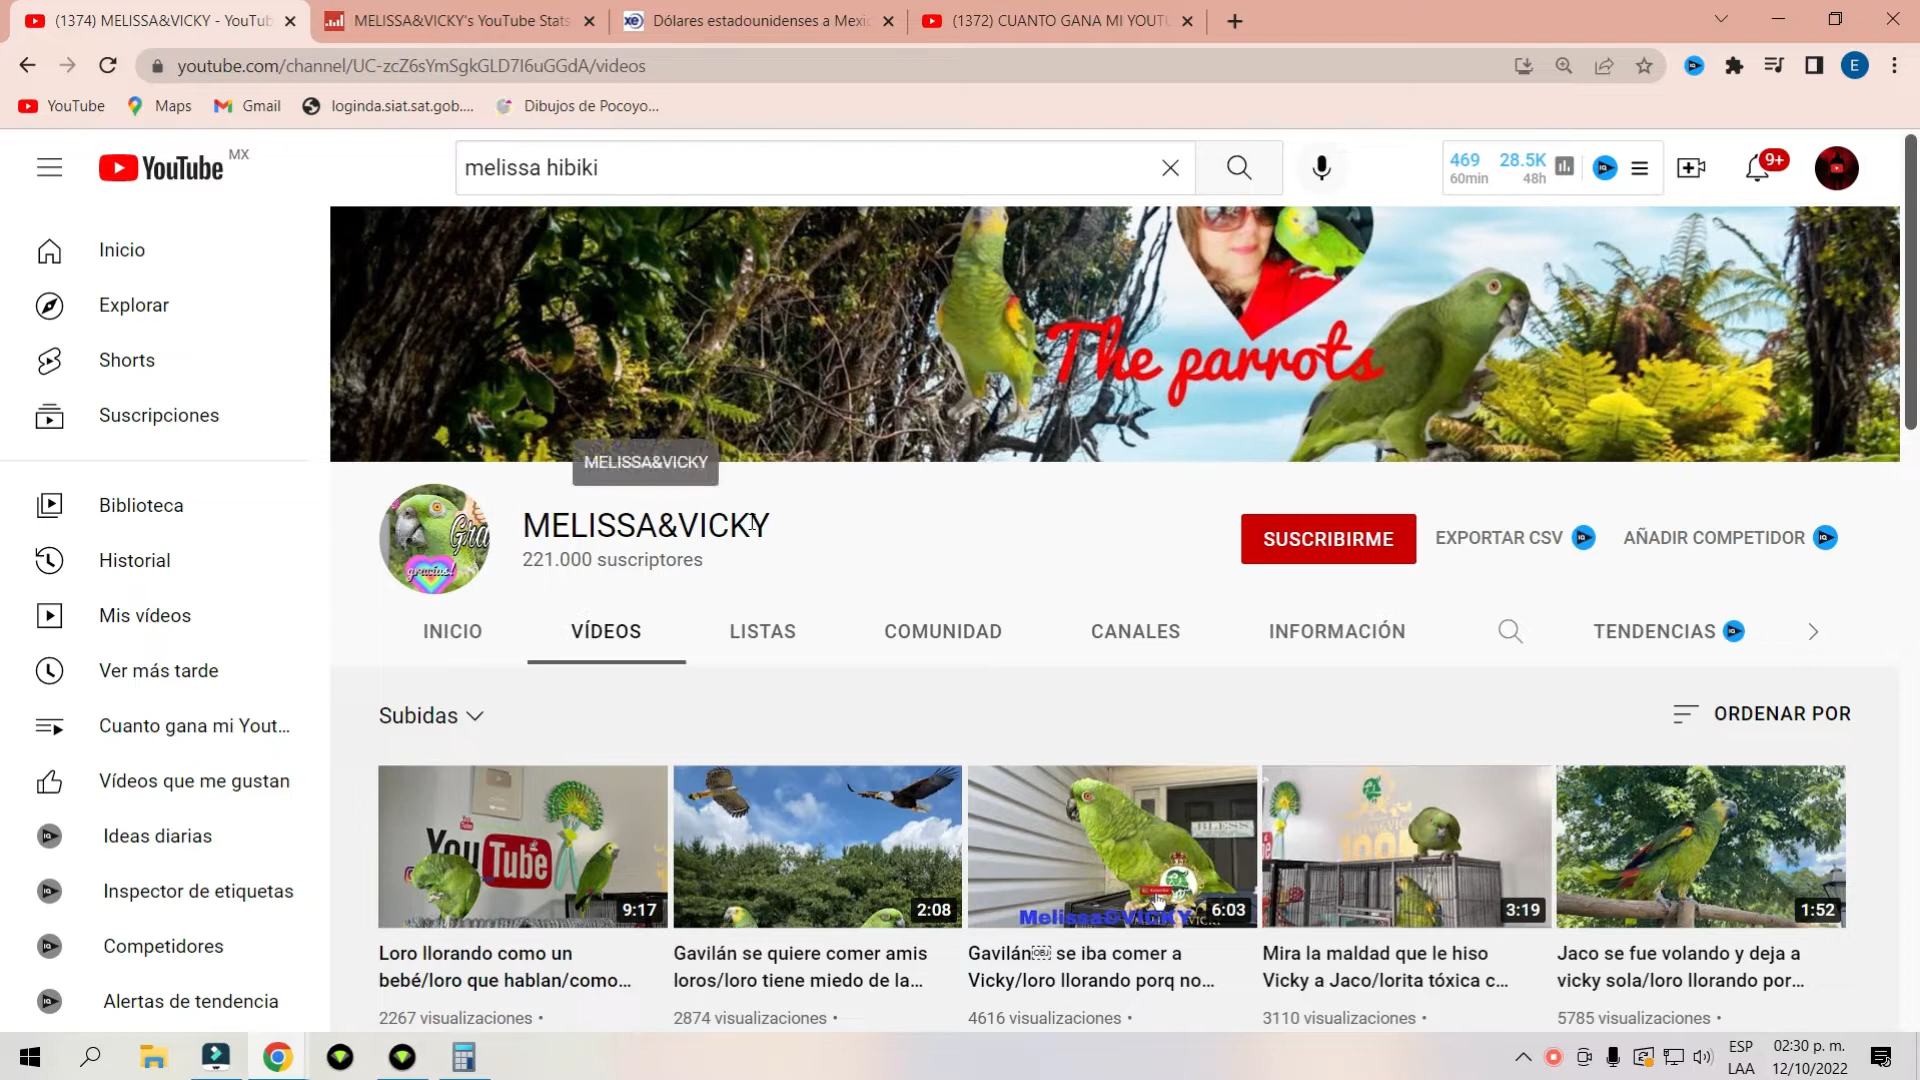 (1374) MELISSA&VICKY - YouTub
MELISSA&VICKY's YouTube Stats
Dólares estadounidenses a Mexic
(1372) CUANTO GANA MI YOUTU
youtube.com/channel/UC-zcZ6sYmSgkGLD7I6uGGdA/videos
E
YouTube
Maps
Gmail
loginda.siat.sat.gob....
Dibujos de Pocoyo...
YouTube MX
melissa hibiki
469
60min
28.5K
48h
9+
Inicio
Explorar
Shorts
Suscripciones
Biblioteca
Historial
Mis vídeos
Ver más tarde
Cuanto gana mi Yout...
Vídeos que me gustan
Ideas diarias
Inspector de etiquetas
Competidores
Alertas de tendencia
The parrots
MELISSA&VICKY
MELISSA&VICKY
221.000 suscriptores
gracias!
SUSCRIBIRME
EXPORTAR CSV
AÑADIR COMPETIDOR
INICIO
VÍDEOS
LISTAS
COMUNIDAD
CANALES
INFORMACIÓN
TENDENCIAS
Subidas
ORDENAR POR
YouTube
9:17
2:08
BLESS
Melissa&VICKY
6:03
3:19
1:52
Loro llorando como un
bebé/loro que hablan/como...
2267 visualizaciones •
Gavilán se quiere comer amis
loros/loro tiene miedo de la...
2874 visualizaciones •
Gavilán￼ se iba comer a
Vicky/loro llorando porq no...
4616 visualizaciones •
Mira la maldad que le hiso
Vicky a Jaco/lorita tóxica c...
3110 visualizaciones •
Jaco se fue volando y deja a
vicky sola/loro llorando por...
5785 visualizaciones •
ESP
LAA
02:30 p. m.
12/10/2022